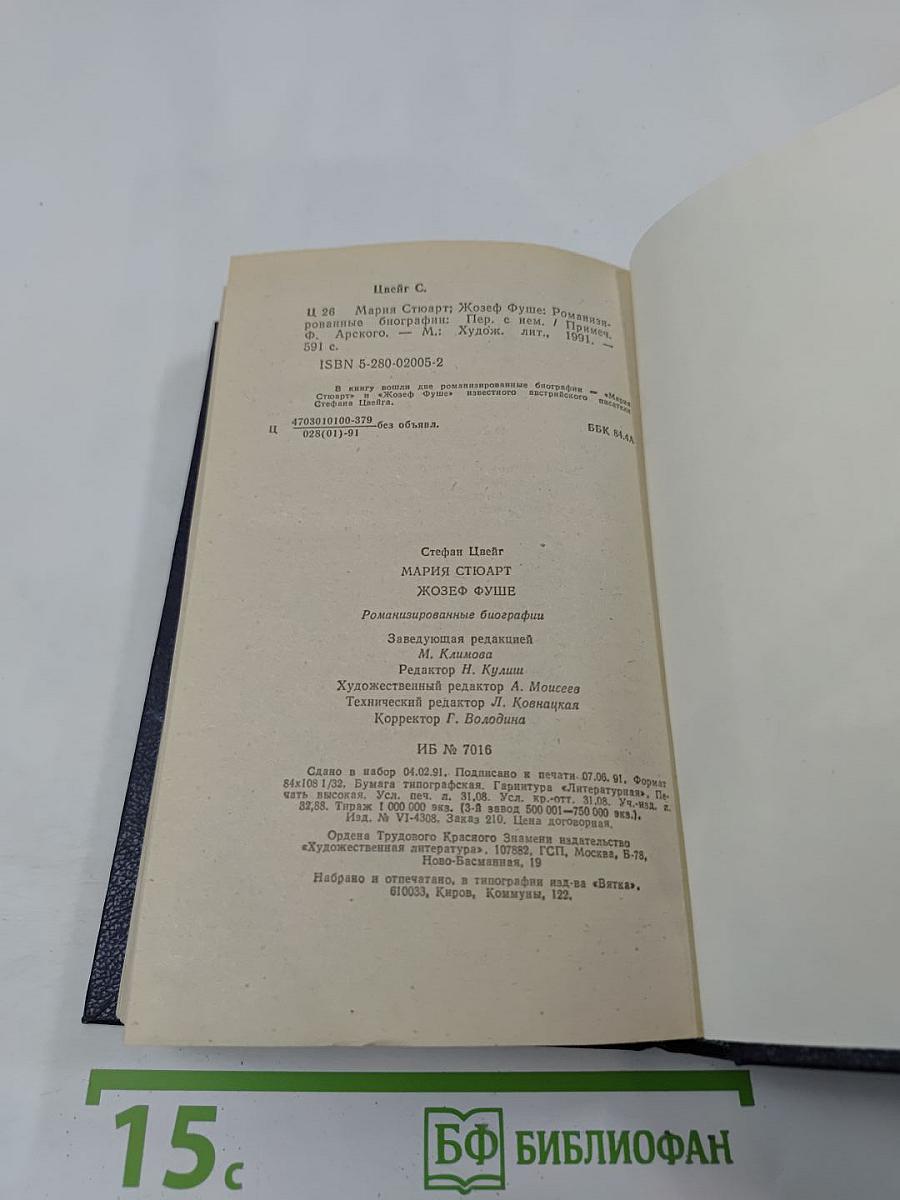 Цвейг С.
Ц 26 Мария Стюарт; Жозеф Фуше: Романизи-
рованные биографии: Пер. с нем. / Примеч.
Ф. Арского. — М.: Худож. лит., 1991. —
591 с.
ISBN 5-280-02005-2
В книгу вошли две романизированные биографии — «Мария
Стюарт» и «Жозеф Фуше» известного австрийского писателя
Стефана Цвейга.
Ц 4703010100-379 без объявл.
028(01)-91
ББК 84.4А
Стефан Цвейг
МАРИЯ СТЮАРТ
ЖОЗЕФ ФУШЕ
Романизированные биографии
Заведующая редакцией
М. Климова
Редактор Н. Кулиш
Художественный редактор А. Моисеев
Технический редактор Л. Ковнацкая
Корректор Г. Володина
ИБ № 7016
Сдано в набор 04.02.91. Подписано к печати 07.06.91. Формат
84х108 1/32. Бумага типографская. Гарнитура «Литературная». Пе-
чать высокая. Усл. печ. л. 31,08. Усл. кр.-отт. 31,08. Уч.-изд. л.
32,88. Тираж 1 000 000 экз. (3-й завод 500 001—750 000 экз.).
Изд. № VI-4308. Заказ 210. Цена договорная.
Ордена Трудового Красного Знамени издательство
«Художественная литература». 107882, ГСП, Москва, Б-78,
Ново-Басманная, 19
Набрано и отпечатано, в типографии изд-ва «Вятка».
610033, Киров, Коммуны, 122.
15 с
БФ БИБЛИОФАН